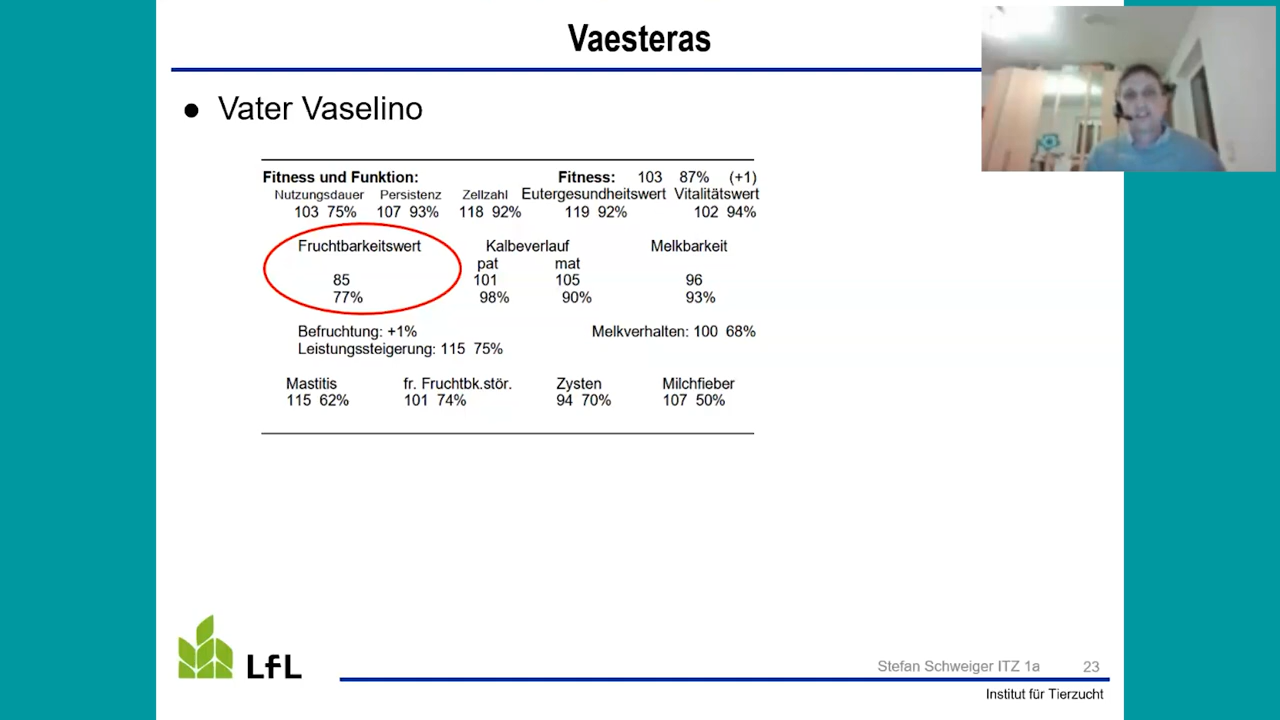 Vaesteras
● Vater Vaselino
Fitness und Funktion: Fitness: 103 87% (+1)
Nutzungsdauer Persistenz Zellzahl Eutergesundheitswert Vitalitätswert
103 75% 107 93% 118 92% 119 92% 102 94%
Fruchtbarkeitswert Kalbeverlauf Melkbarkeit
pat mat
85 101 105 96
77% 98% 90% 93%
Befruchtung: +1% Melkverhalten: 100 68%
Leistungssteigerung: 115 75%
Mastitis fr. Fruchtbk.stör. Zysten Milchfieber
115 62% 101 74% 94 70% 107 50%
LfL
Stefan Schweiger ITZ 1a 23
Institut für Tierzucht